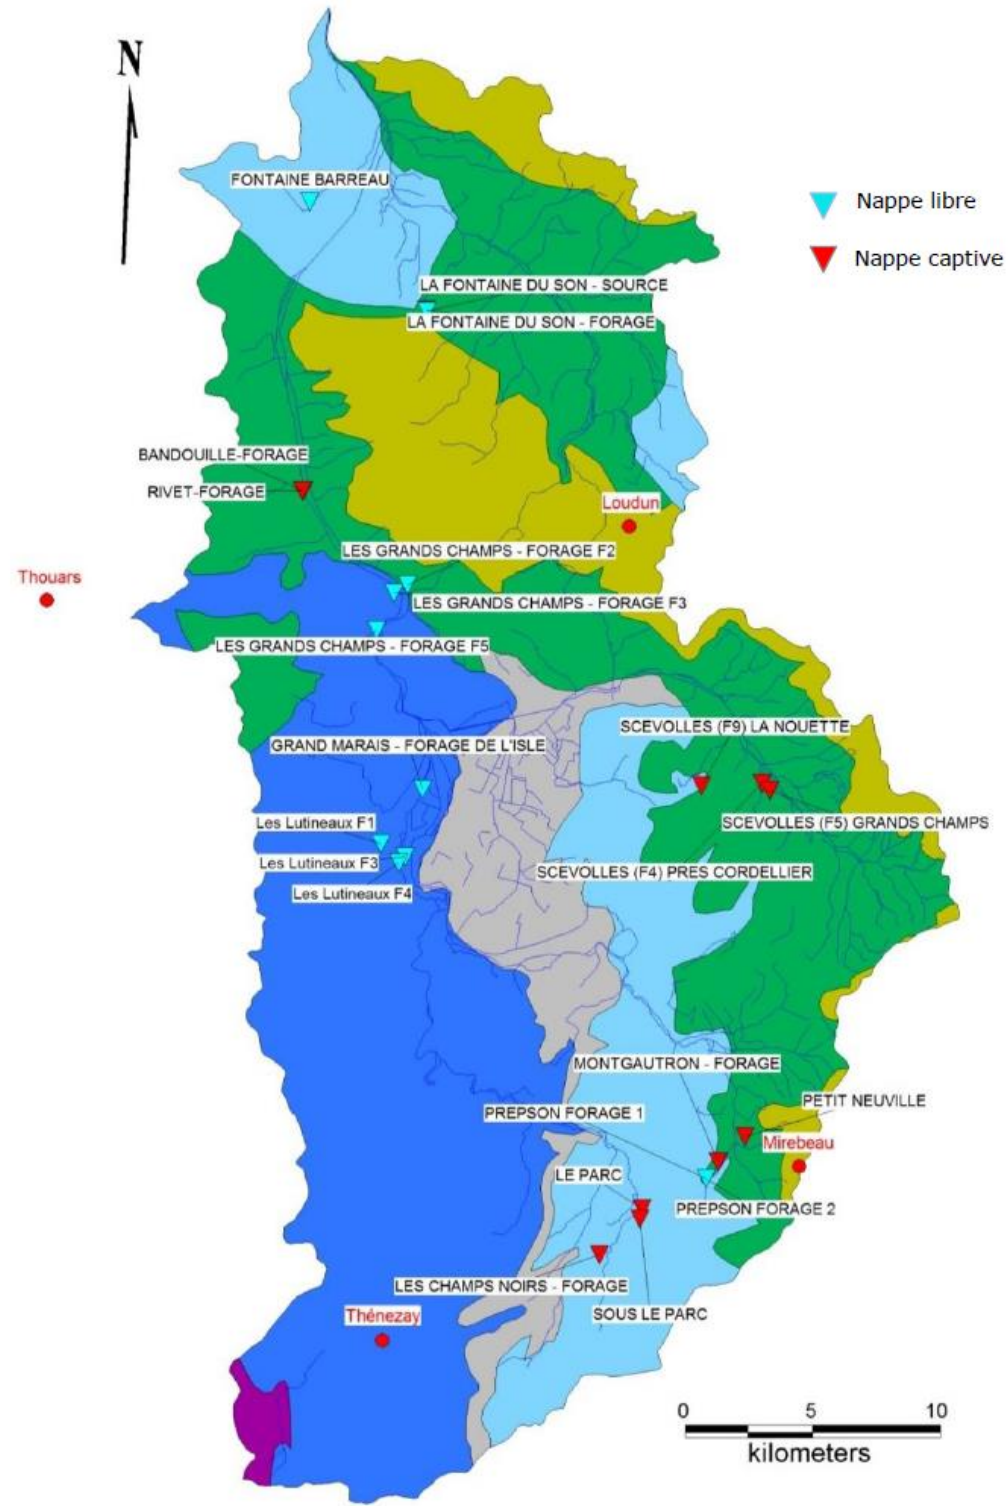 N
FONTAINE BARREAU
Nappe libre
Nappe captive
LA FONTAINE DU SON - SOURCE
LA FONTAINE DU SON - FORAGE
BANDOUILLE-FORAGE
RIVET-FORAGE
Loudun
LES GRANDS CHAMPS - FORAGE F2
Thouars
LES GRANDS CHAMPS - FORAGE F3
LES GRANDS CHAMPS - FORAGE F5
SCEVOLLES (F9) LA NOUETTE
GRAND MARAIS - FORAGE DE L'ISLE
Les Lutineaux F1
SCEVOLLES (F5) GRANDS CHAMPS
Les Lutineaux F3
SCEVOLLES (F4) PRES CORDELLIER
Les Lutineaux F4
MONTGAUTRON - FORAGE
PETIT NEUVILLE
PREPSON FORAGE 1
Mirebeau
LE PARC
PREPSON FORAGE 2
LES CHAMPS NOIRS - FORAGE
SOUS LE PARC
Thénezay
0 5 10
kilometers